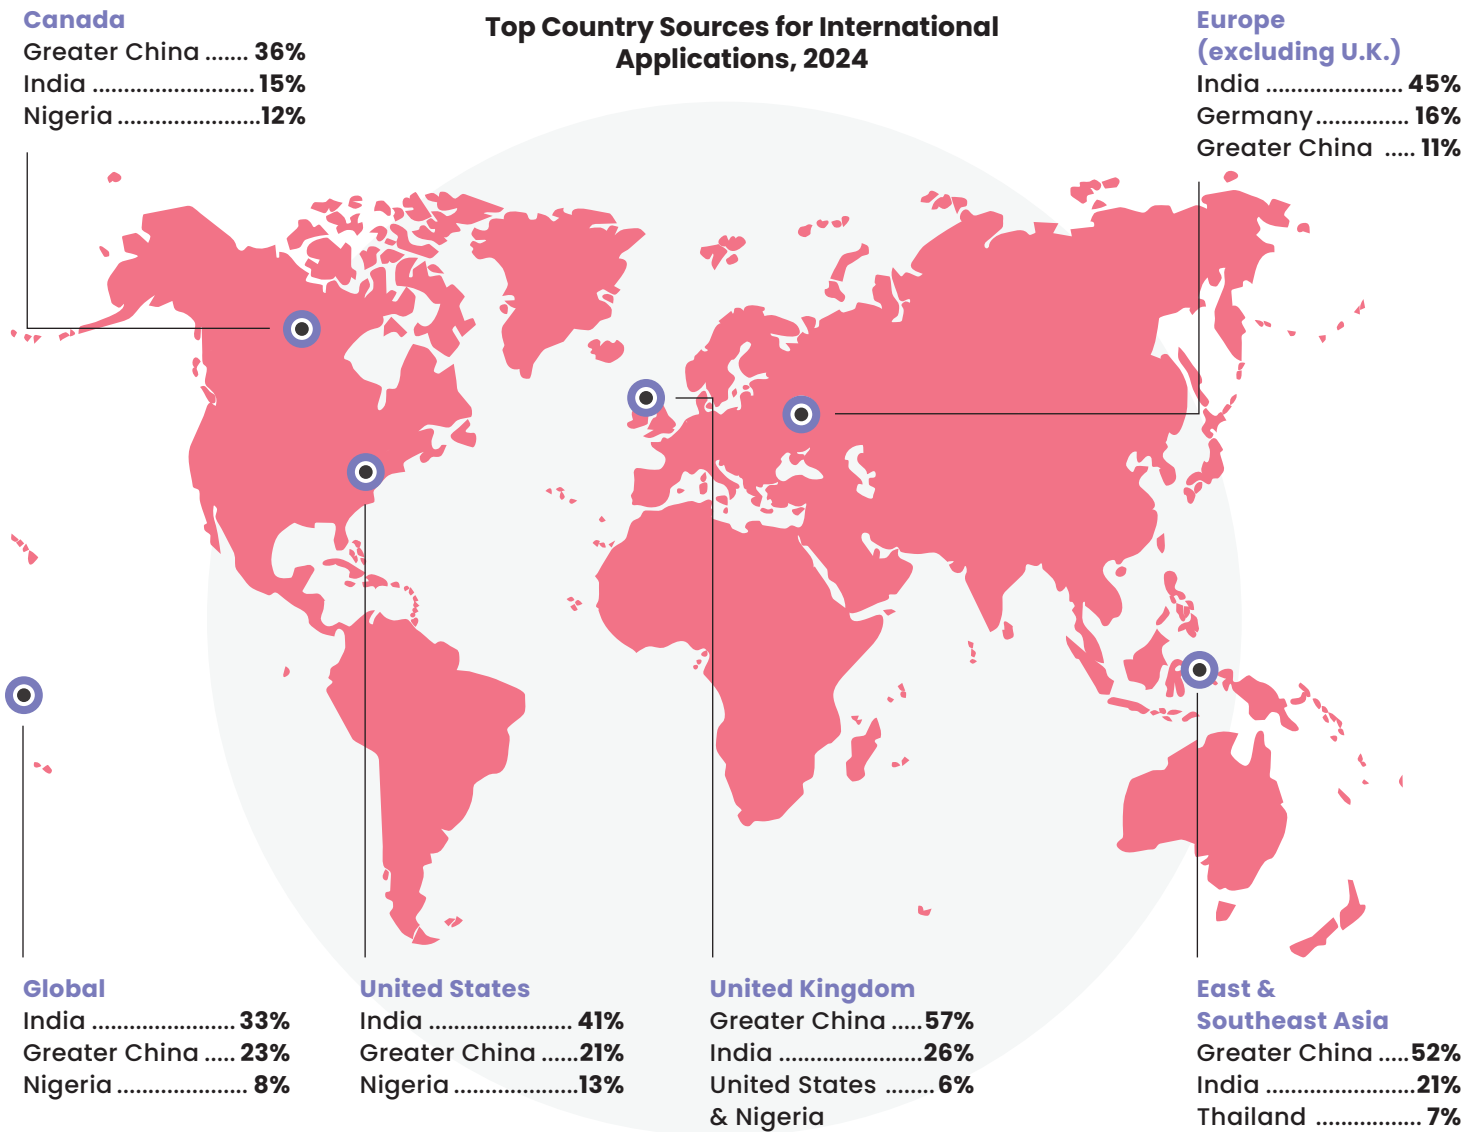 Top Country Sources for International
Applications, 2024
Canada
Greater China ....... 36%
India ......................... 15%
Nigeria ......................12%
Europe
(excluding U.K.)
India ..................... 45%
Germany............... 16%
Greater China ..... 11%
Global
India ...................... 33%
Greater China ..... 23%
Nigeria .................... 8%
United States
India ...................... 41%
Greater China ......21%
Nigeria ...................13%
United Kingdom
Greater China .....57%
India ......................26%
United States ........6%
& Nigeria
East &
Southeast Asia
Greater China .....52%
India .......................21%
Thailand ................ 7%